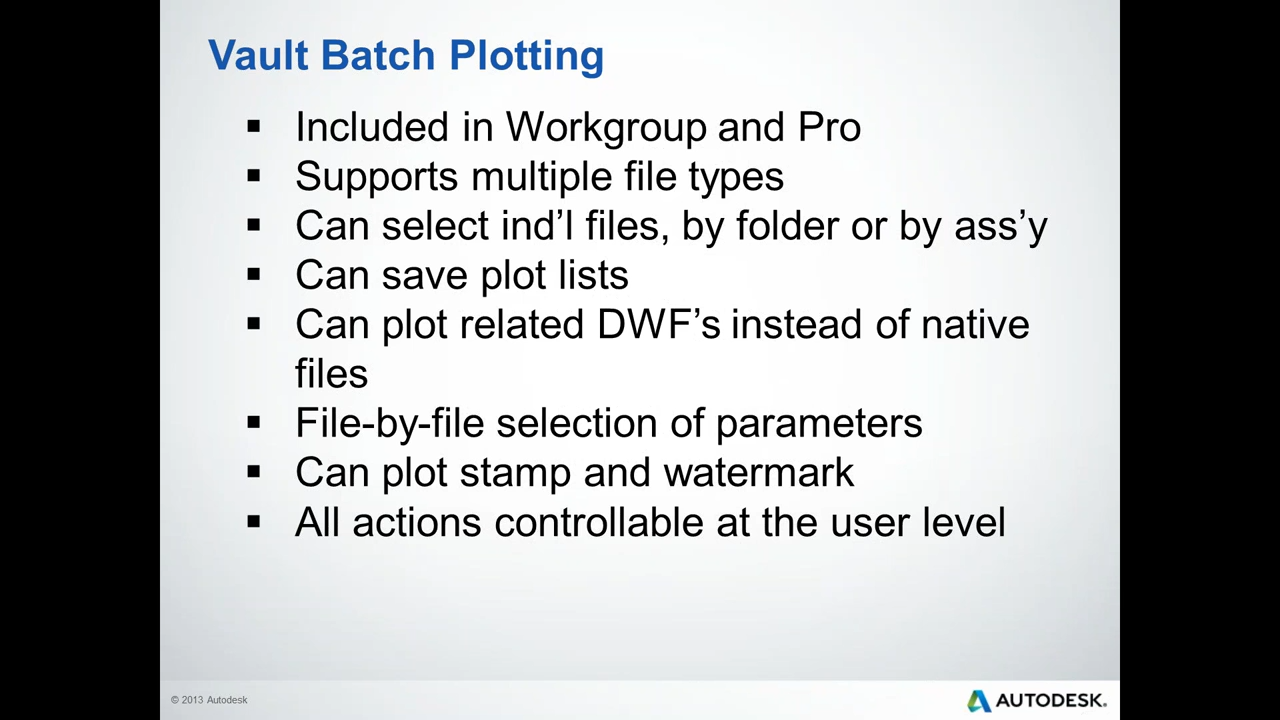 Vault Batch Plotting
▪ Included in Workgroup and Pro
▪ Supports multiple file types
▪ Can select ind’l files, by folder or by ass’y
▪ Can save plot lists
▪ Can plot related DWF’s instead of native
files
▪ File-by-file selection of parameters
▪ Can plot stamp and watermark
▪ All actions controllable at the user level
© 2013 Autodesk
AUTODESK®